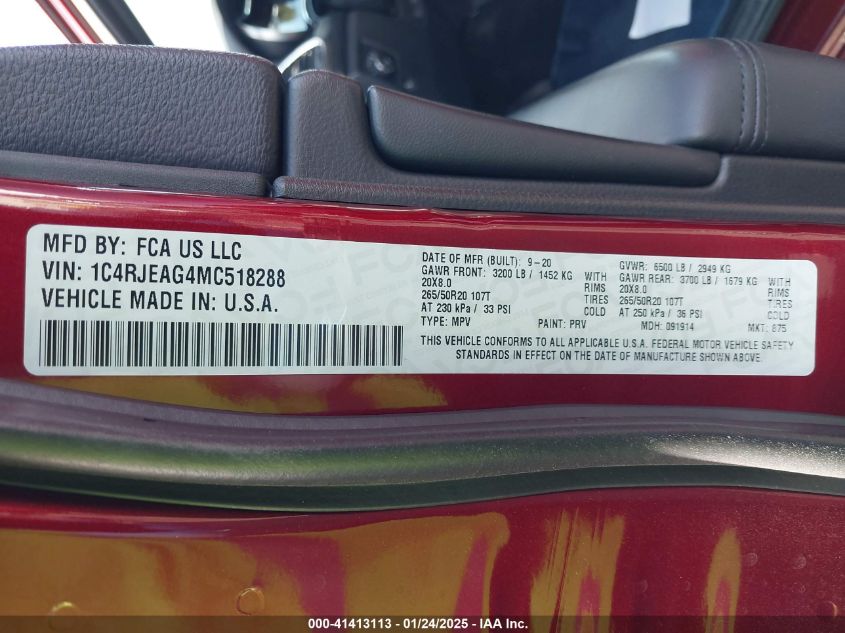 MFD BY: FCA US LLC
VIN: 1C4RJEAG4MC518288
VEHICLE MADE IN: U.S.A.
DATE OF MFR (BUILT): 9-20
GVWR: 6500 LB / 2949 KG
GAWR FRONT: 3200 LB / 1452 KG WITH
GAWR REAR: 3700 LB / 1679 KG WITH
20X8.0 RIMS
20X8.0 RIMS
265/50R20 107T TIRES
265/50R20 107T TIRES
AT 230 kPa / 33 PSI COLD
AT 250 kPa / 36 PSI COLD
TYPE: MPV PAINT: PRV MDH: 091914 MKT: 875
THIS VEHICLE CONFORMS TO ALL APPLICABLE U.S.A. FEDERAL MOTOR VEHICLE SAFETY
STANDARDS IN EFFECT ON THE DATE OF MANUFACTURE SHOWN ABOVE.
000-41413113 - 01/24/2025 - IAA Inc.